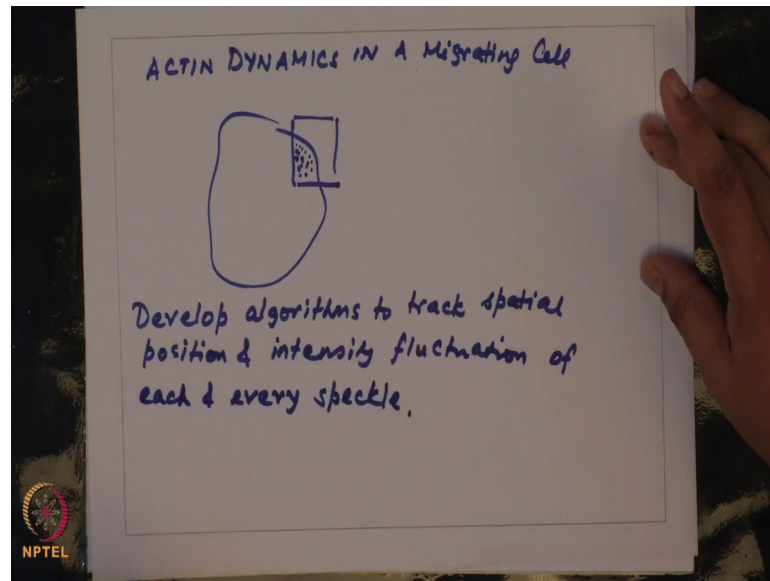 ACTIN DYNAMICS IN A Migrating Cell
Develop algorithms to track spatial
position & intensity fluctuation of
each & every speckle.
NPTEL